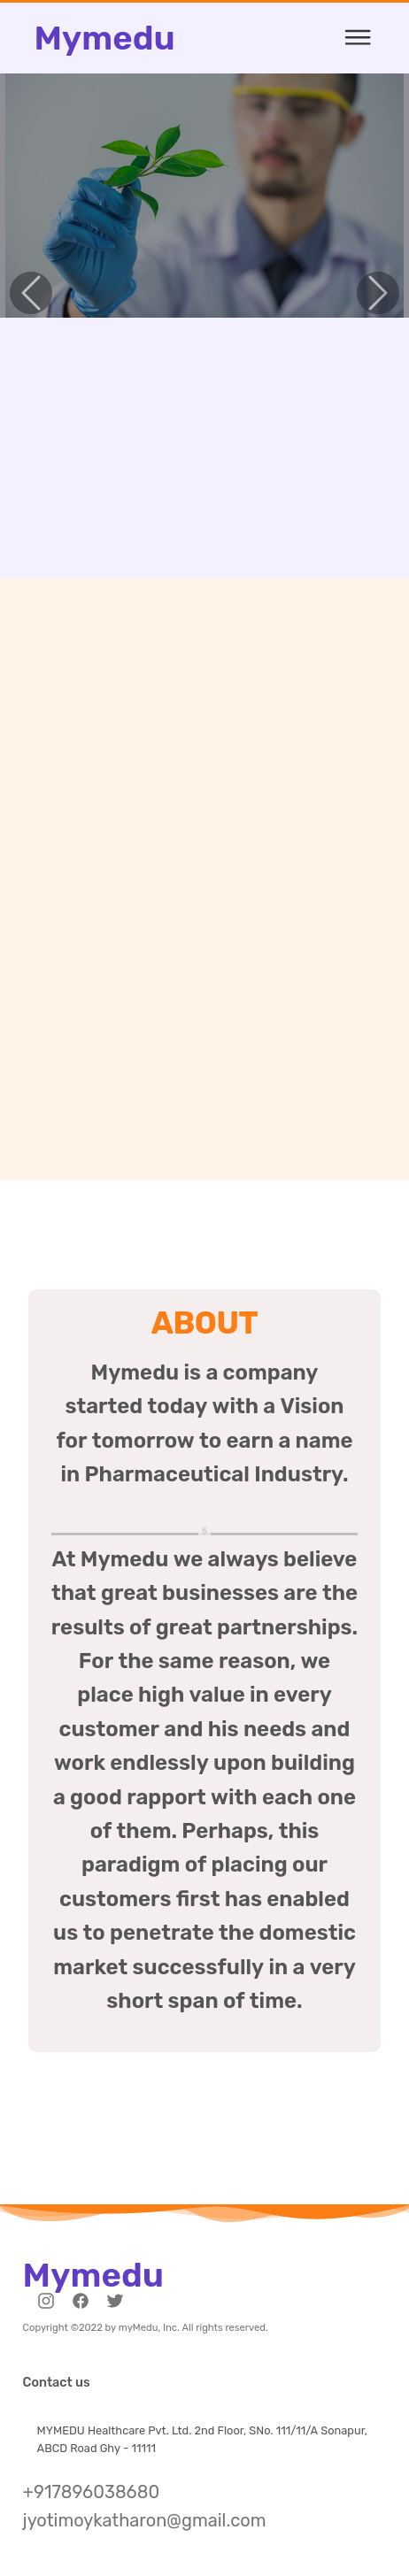 Mymedu
ABOUT
Mymedu is a company
started today with a Vision
for tomorrow to earn a name
in Pharmaceutical Industry.
§
At Mymedu we always believe
that great businesses are the
results of great partnerships.
For the same reason, we
place high value in every
customer and his needs and
work endlessly upon building
a good rapport with each one
of them. Perhaps, this
paradigm of placing our
customers first has enabled
us to penetrate the domestic
market successfully in a very
short span of time.
Mymedu
Copyright ©2022 by myMedu, Inc. All rights reserved.
Contact us
MYMEDU Healthcare Pvt. Ltd. 2nd Floor, SNo. 111/11/A Sonapur,
ABCD Road Ghy - 11111
+917896038680
jyotimoykatharon@gmail.com